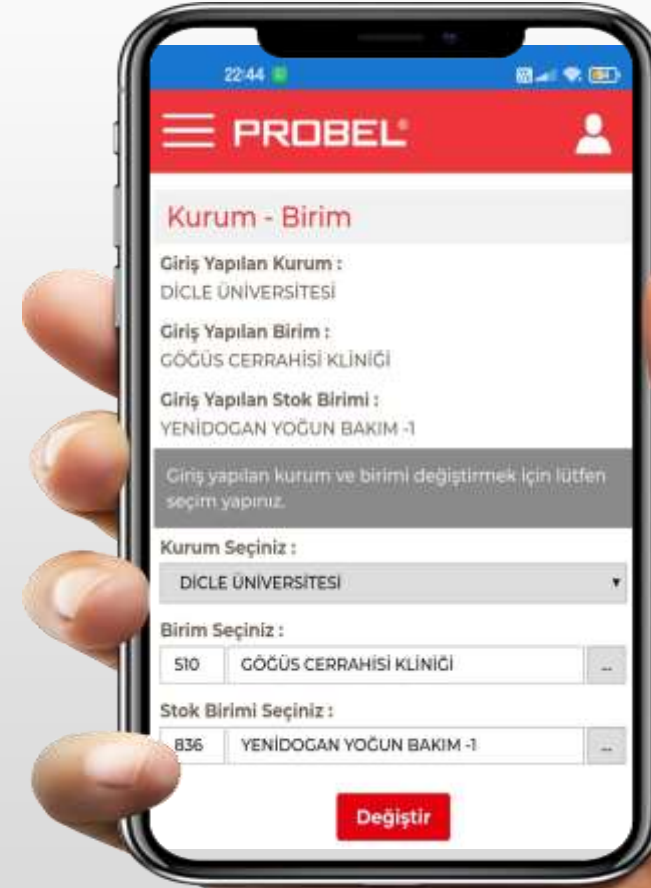 22:44
PROBEL®
Kurum - Birim
Giriş Yapılan Kurum :
DİCLE ÜNİVERSİTESİ
Giriş Yapılan Birim :
GÖĞÜS CERRAHİSİ KLİNİĞİ
Giriş Yapılan Stok Birimi :
YENİDOGAN YOĞUN BAKIM -1
Giriş yapılan kurum ve birimi değiştirmek için lütfen
seçim yapınız.
Kurum Seçiniz :
DİCLE ÜNİVERSİTESİ
Birim Seçiniz :
510 GÖĞÜS CERRAHİSİ KLİNİĞİ ...
Stok Birimi Seçiniz :
836 YENİDOGAN YOĞUN BAKIM -1 ...
Değiştir